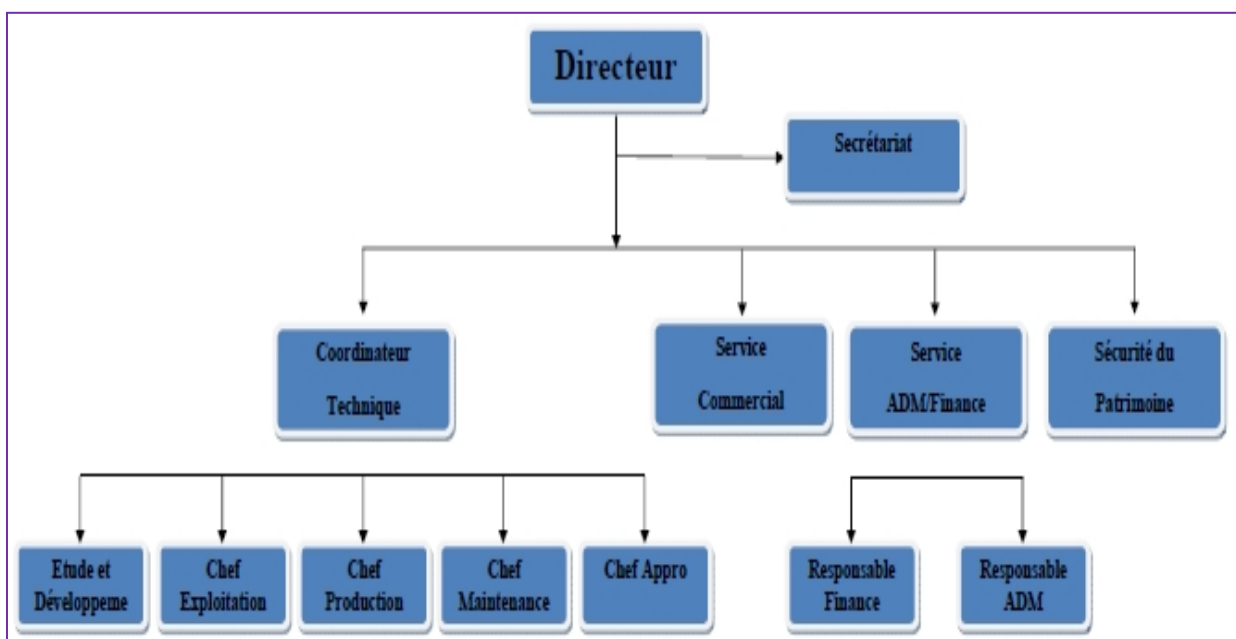 Directeur
Secrétariat
Coordinateur
Technique
Service
Commercial
Service
ADM/Finance
Sécurité du
Patrimoine
Etude et
Développeme
Chef
Exploitation
Chef
Production
Chef
Maintenance
Chef Appro
Responsable
Finance
Responsable
ADM